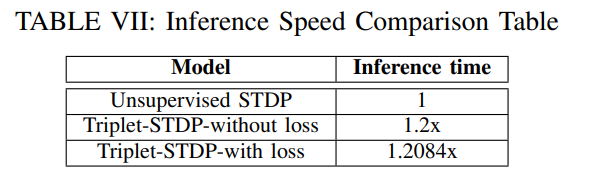 TABLE VII: Inference Speed Comparison Table
Model Inference time
Unsupervised STDP 1
Triplet-STDP-without loss 1.2x
Triplet-STDP-with loss 1.2084x